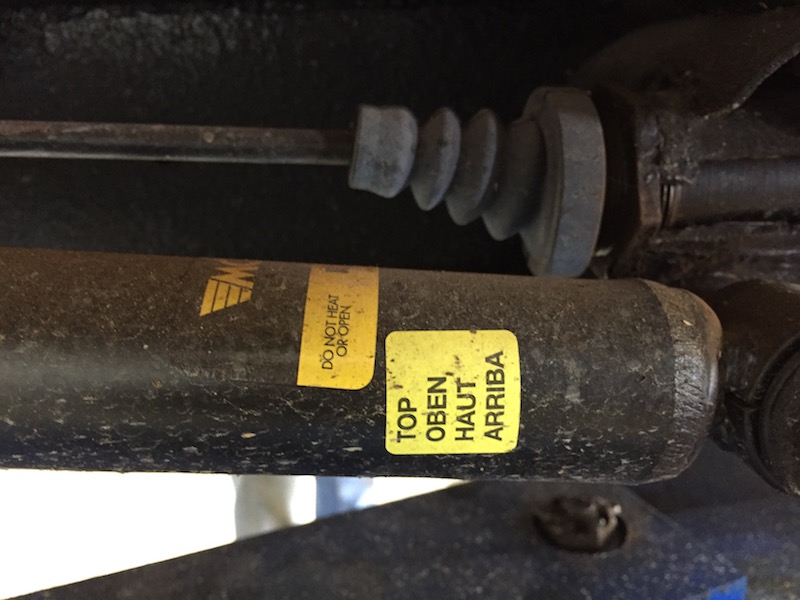 DO NOT HEAT
OR OPEN
TOP
OBEN
HAUT
ARRIBA